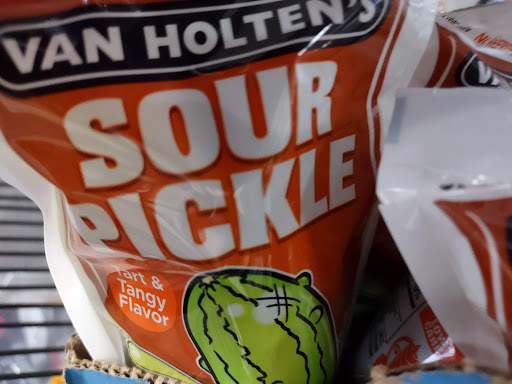 VAN HOLTEN'S
SOUR
PICKLE
Tart &
Tangy
Flavor